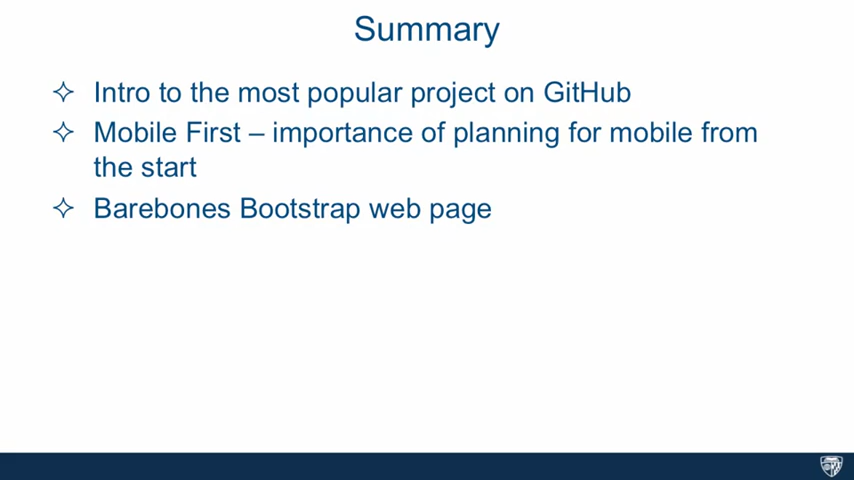 Summary
Intro to the most popular project on GitHub
Mobile First – importance of planning for mobile from
the start
Barebones Bootstrap web page